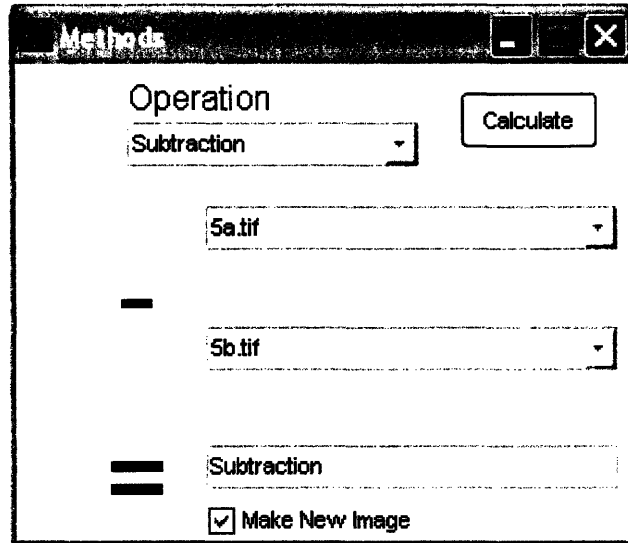 Methods
Operation
Calculate
Subtraction
5a.tif
5b.tif
Subtraction
Make New Image